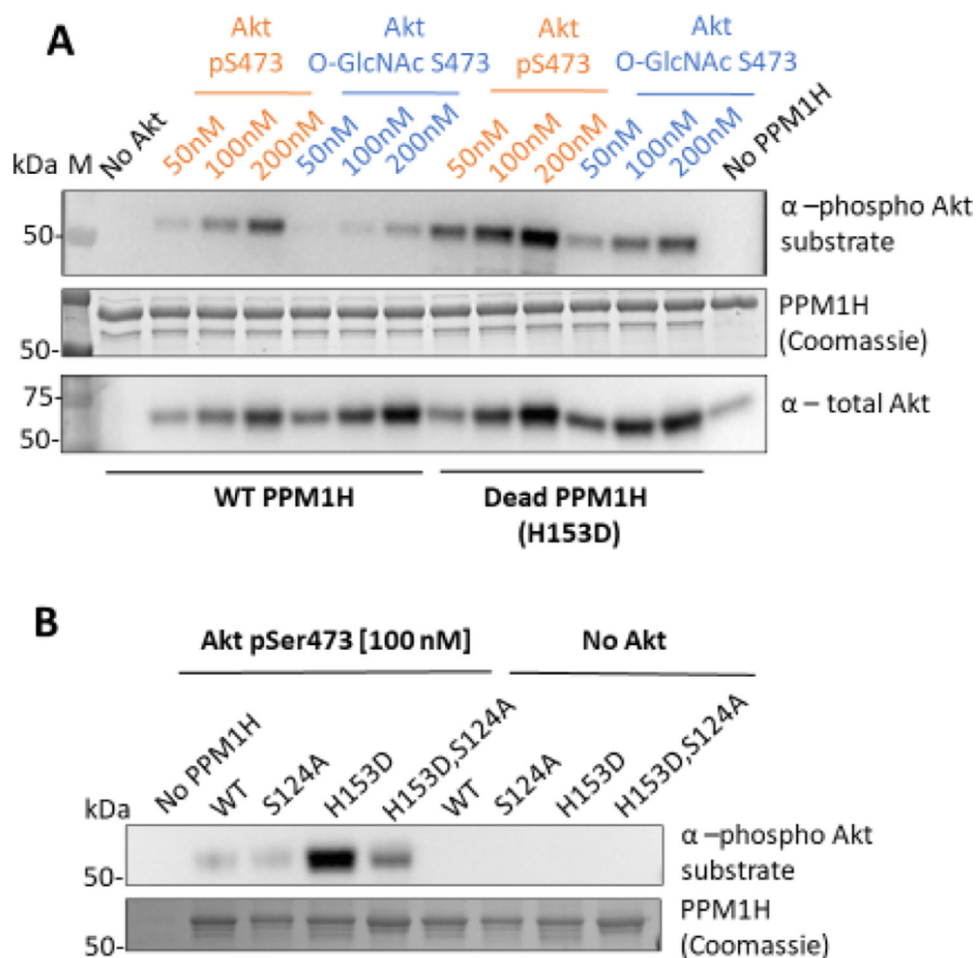 A
Akt
pS473
Akt
O-GlcNAc S473
Akt
pS473
Akt
O-GlcNAc S473
kDa M No Akt 50nM 100nM 200nM 50nM 100nM 200nM 50nM 100nM 200nM 50nM 100nM 200nM No PPM1H
50-
α –phospho Akt
substrate
50-
PPM1H
(Coomassie)
75-
50-
α – total Akt
WT PPM1H
Dead PPM1H
(H153D)
B
Akt pSer473 [100 nM]
No Akt
kDa No PPM1H WT S124A H153D H153D,S124A WT S124A H153D H153D,S124A
50-
α –phospho Akt
substrate
50-
PPM1H
(Coomassie)